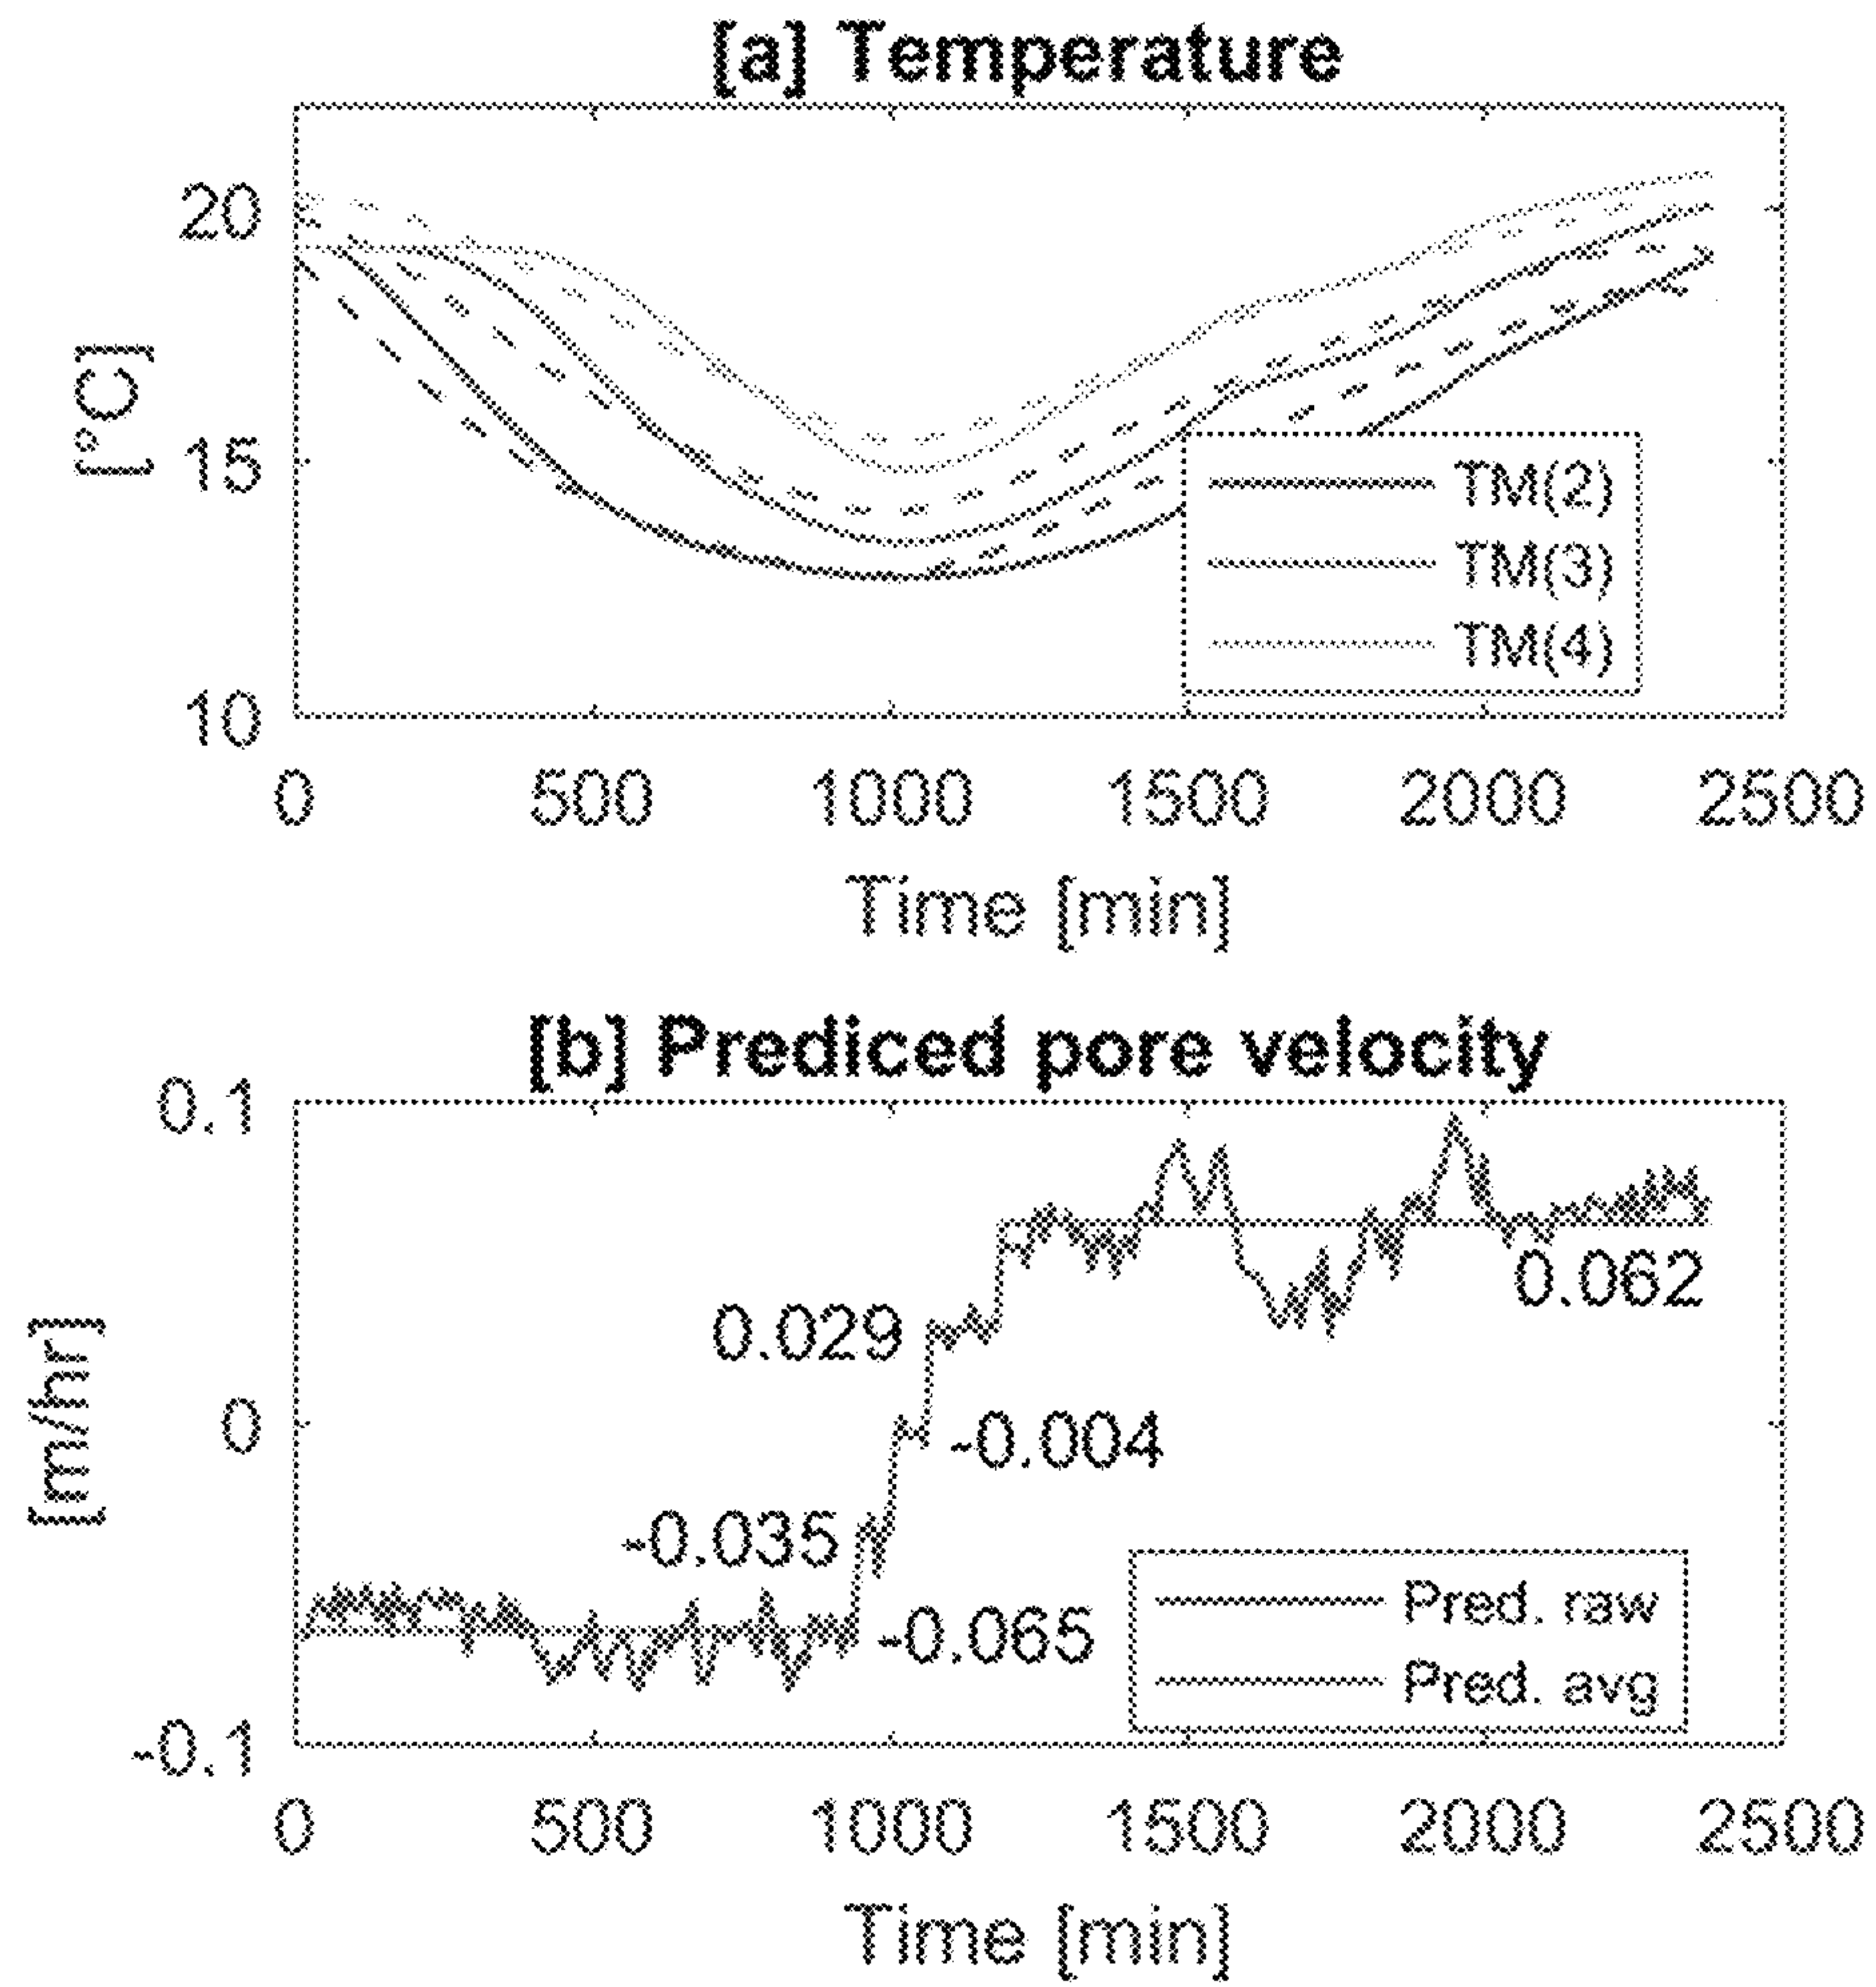 [a] Temperature
20
15
10
[°C]
TM(2)
TM(3)
TM(4)
0 500 1000 1500 2000 2500
Time [min]
[b] Prediced pore velocity
0.1
0
-0.1
[m/hr]
0.062
0.029
-0.004
-0.035
-0.065
Pred. raw
Pred. avg
0 500 1000 1500 2000 2500
Time [min]